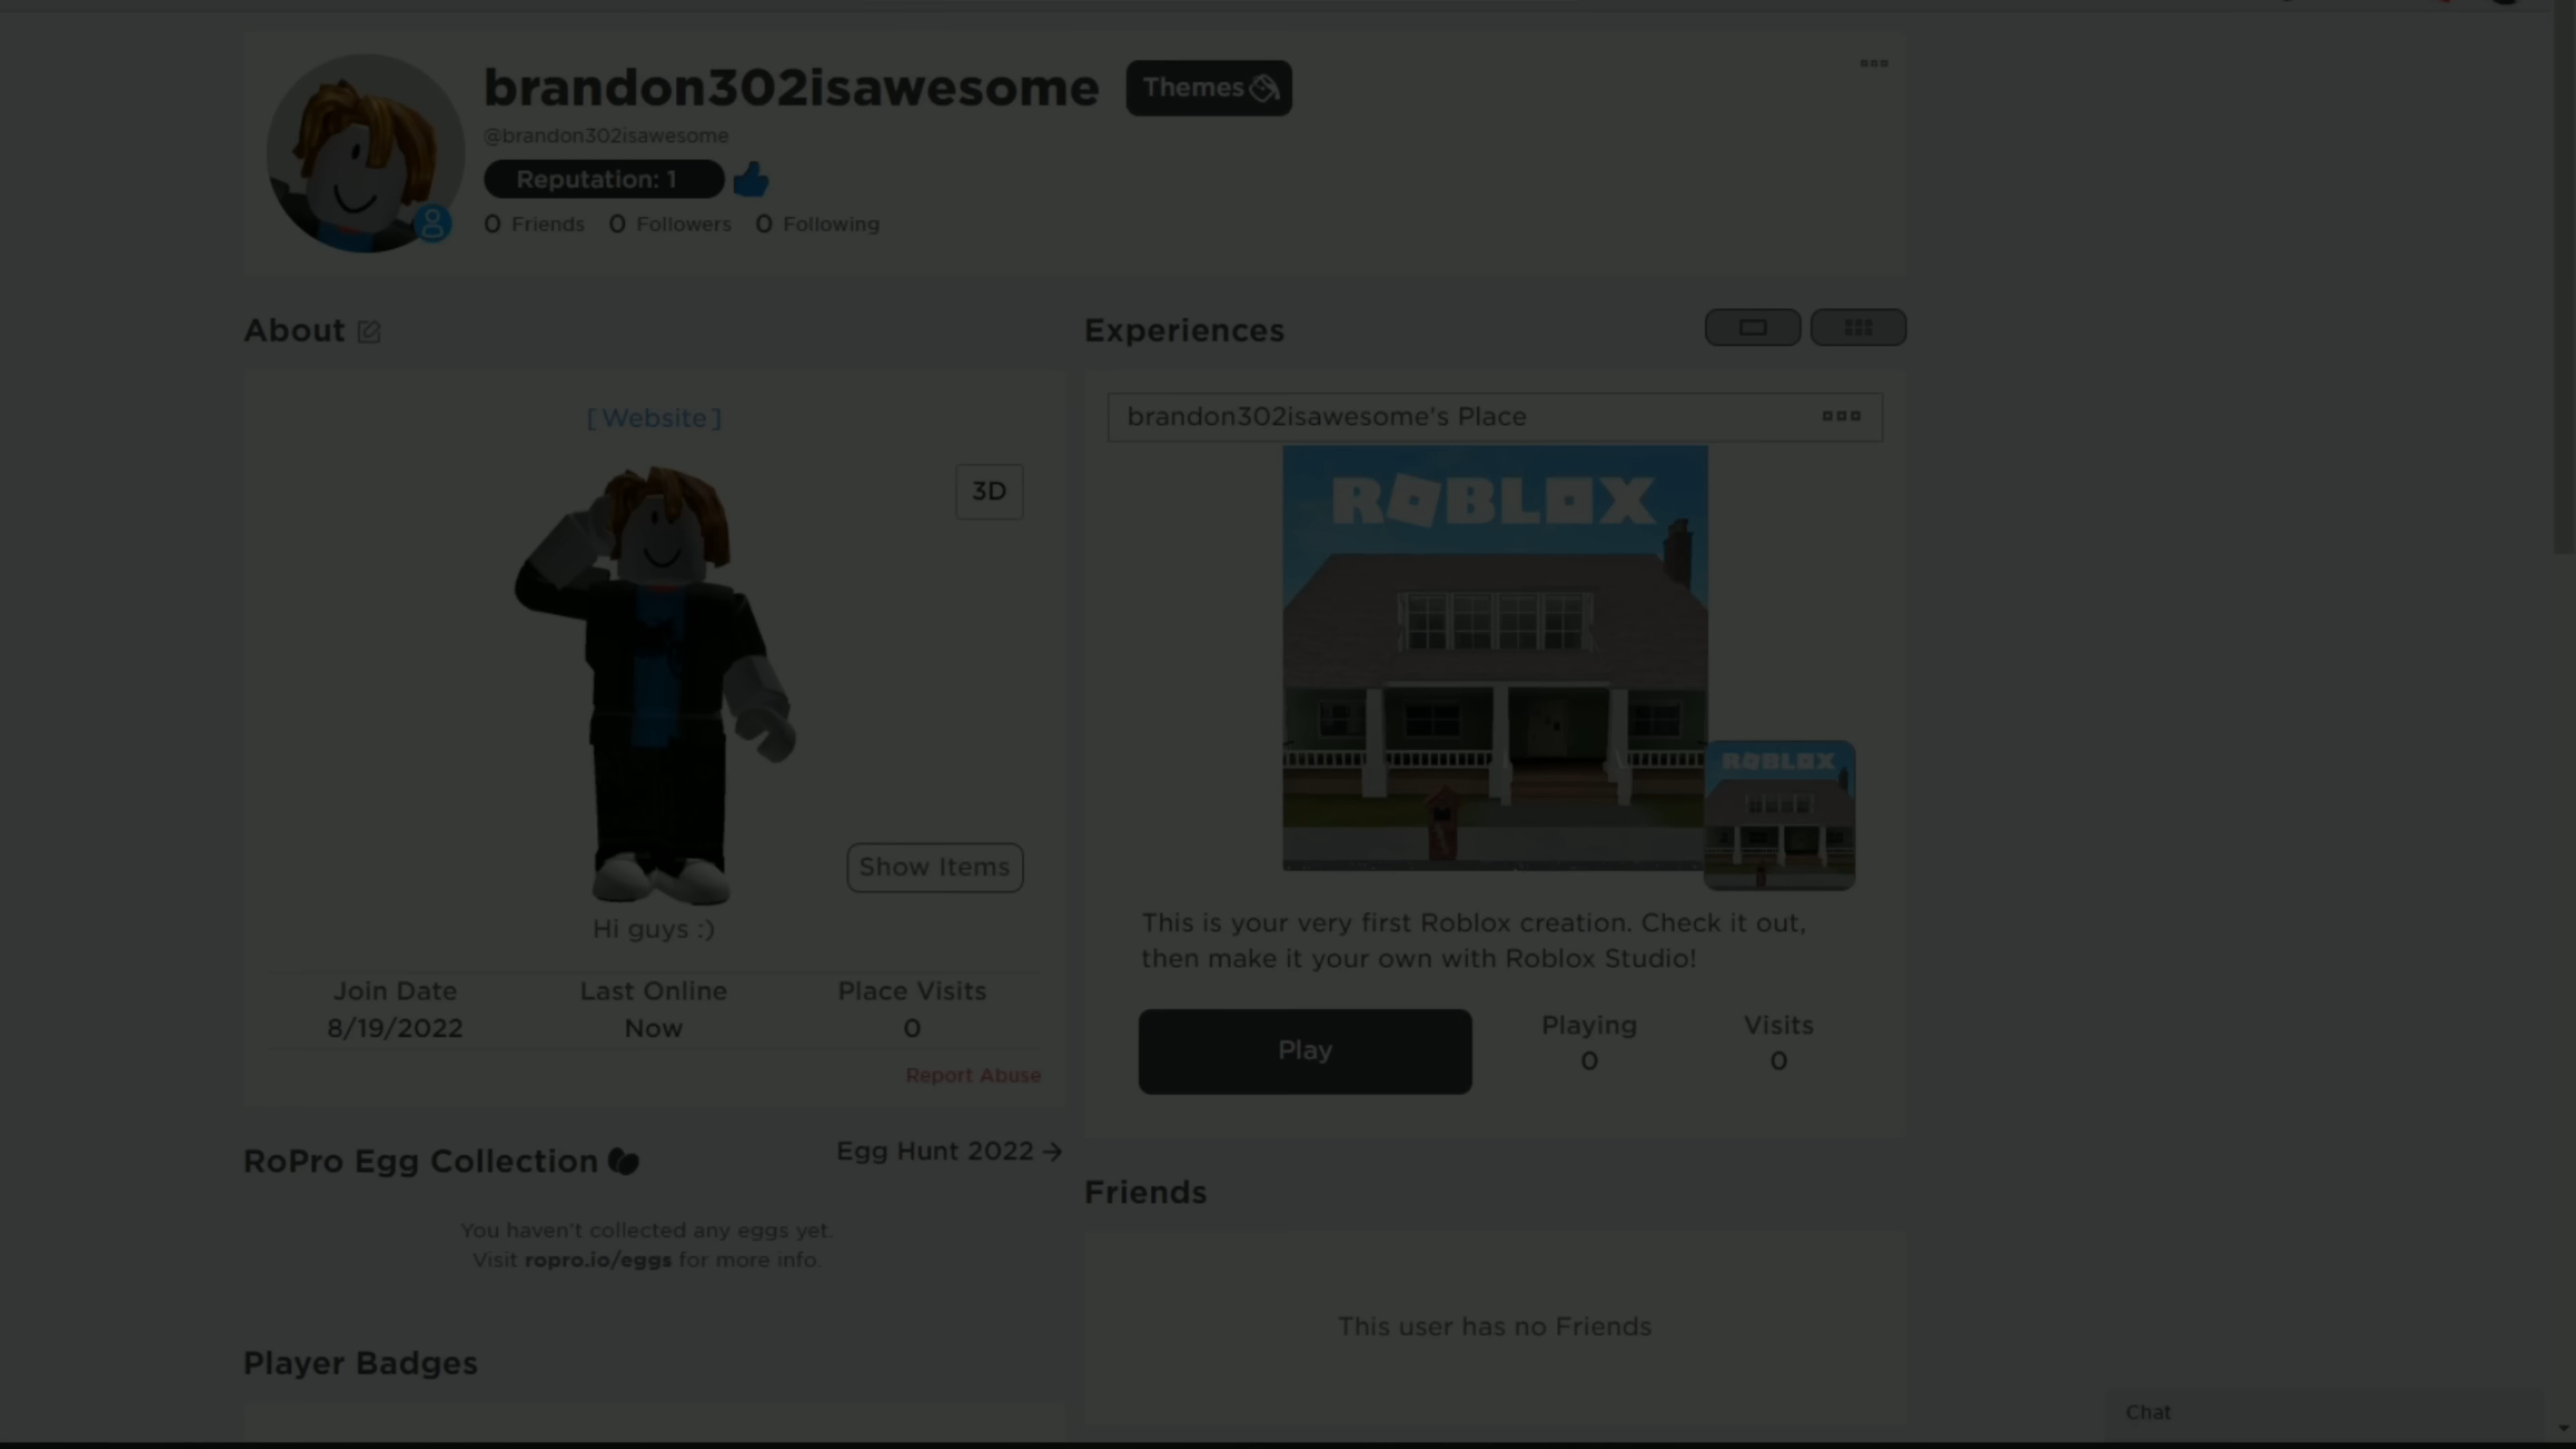 brandon302isawesome
Themes
@brandon302isawesome
Reputation: 1
0 Friends 0 Followers 0 Following
About
[Website]
3D
Show Items
Hi guys :)
Join Date Last Online Place Visits
8/19/2022 Now 0
Report Abuse
RoPro Egg Collection
Egg Hunt 2022 →
You haven't collected any eggs yet.
Visit ropro.io/eggs for more info.
Player Badges
Experiences
brandon302isawesome's Place
ROBLOX
ROBLOX
This is your very first Roblox creation. Check it out,
then make it your own with Roblox Studio!
Play
Playing Visits
0 0
Friends
This user has no Friends
Chat